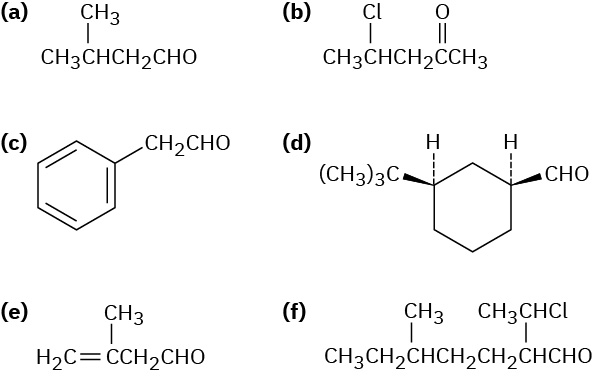 (a) CH₃
CH₃CHCH₂CHO
(b) Cl O
CH₃CHCH₂CCH₃
(c) CH₂CHO
(d) H H
(CH₃)₃C CHO
(e) CH₃
H₂C=CCH₂CHO
(f) CH₃ CH₃CHCl
CH₃CH₂CHCH₂CH₂CHCHO